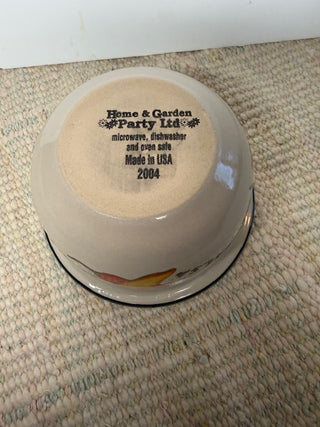 Home & Garden
Party Ltd
microwave, dishwasher
and oven safe
Made in USA
2004